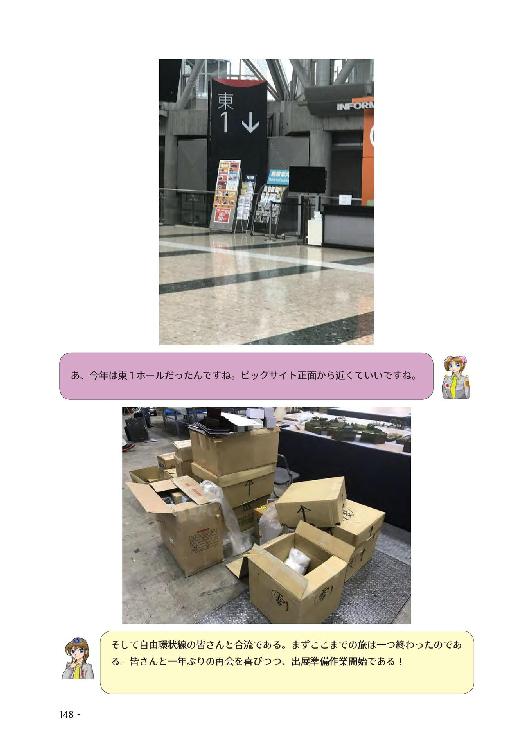 東
1
INFORM
あ、今年は東1ホールだったんですね。ビッグサイト正面から近くていいですね。
そして自由環状線の皆さんと合流である。まずここまでの旅は一つ終わったのであ
る。皆さんと一年ぶりの再会を喜びつつ、出展準備作業開始である!
148 -